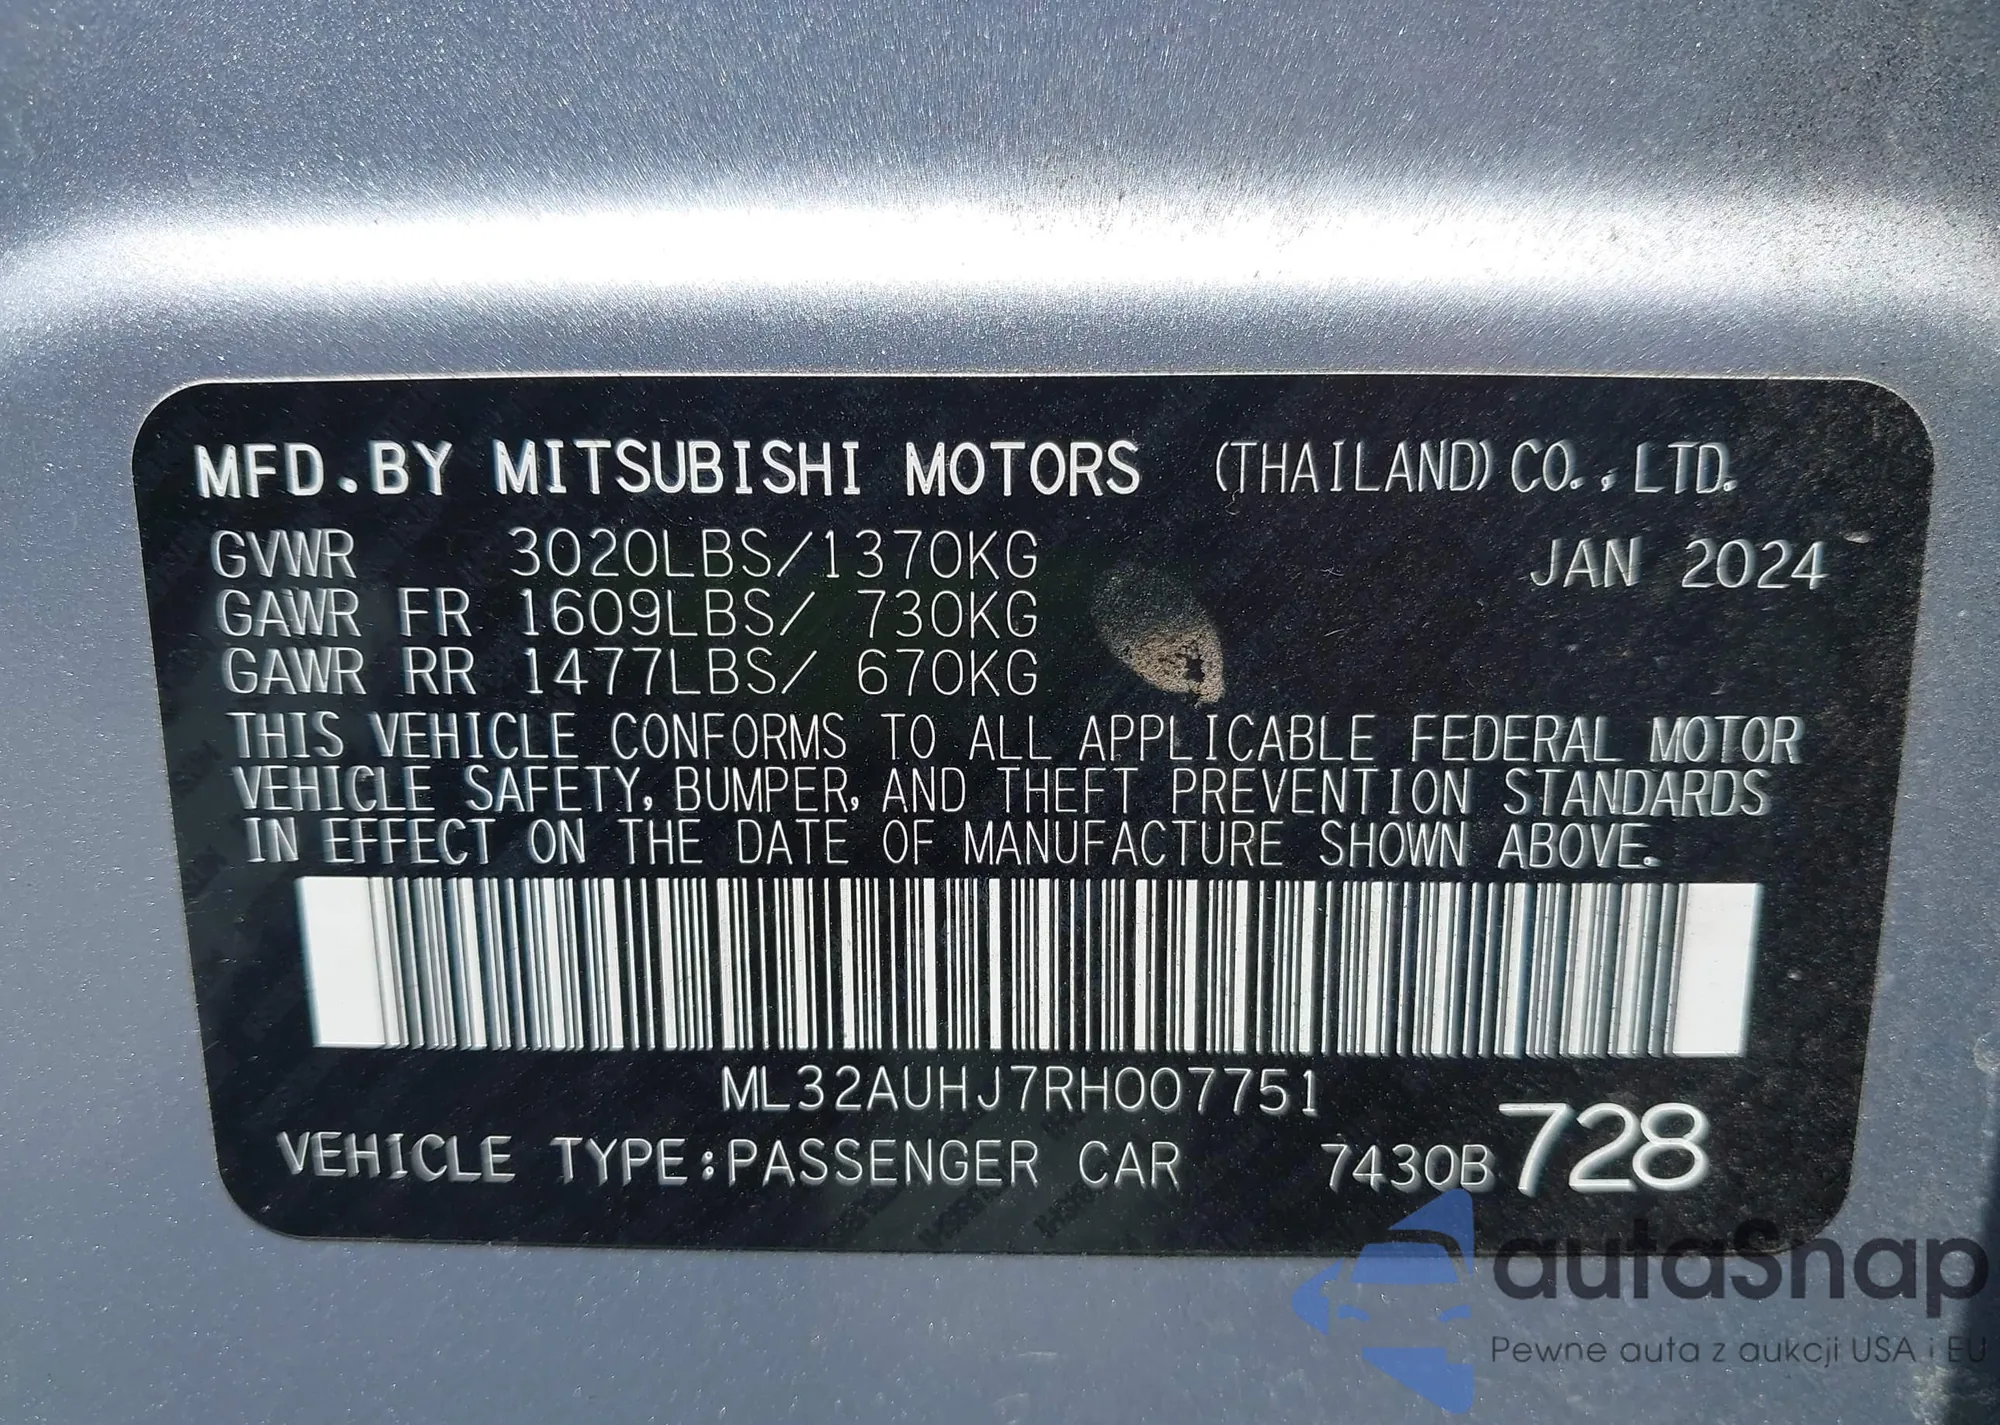 MFD.BY MITSUBISHI MOTORS (THAILAND) CO., LTD.
GVWR 3020LBS/1370KG JAN 2024
GAWR FR 1609LBS/ 730KG
GAWR RR 1477LBS/ 670KG
THIS VEHICLE CONFORMS TO ALL APPLICABLE FEDERAL MOTOR
VEHICLE SAFETY, BUMPER, AND THEFT PREVENTION STANDARDS
IN EFFECT ON THE DATE OF MANUFACTURE SHOWN ABOVE.
ML32AUHJ7RH007751
VEHICLE TYPE:PASSENGER CAR 7430B 728
autaSnap
Pewne auta z aukcji USA i EU